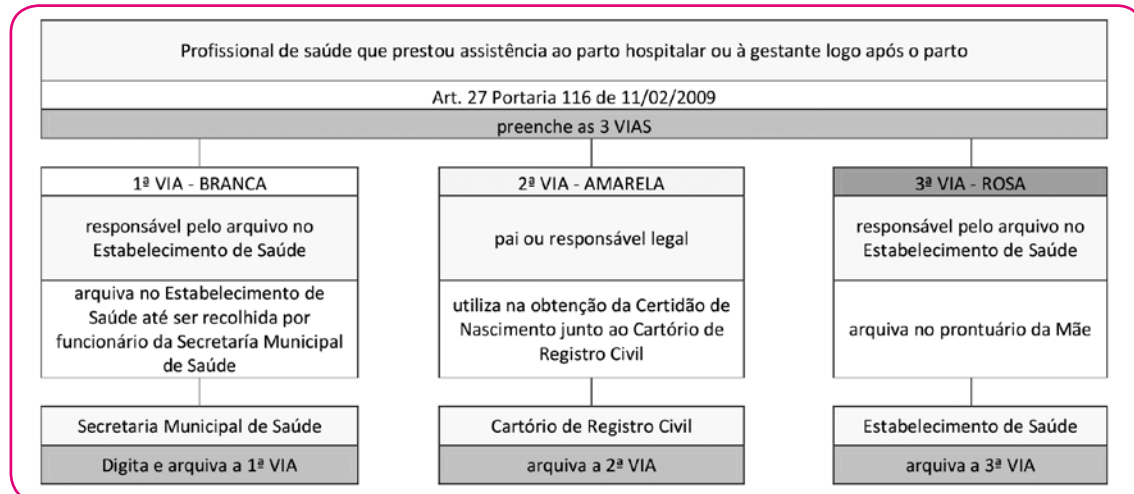 Profissional de saúde que prestou assistência ao parto hospitalar ou à gestante logo após o parto
Art. 27 Portaria 116 de 11/02/2009
preenche as 3 VIAS
1ª VIA - BRANCA
responsável pelo arquivo no
Estabelecimento de Saúde
arquiva no Estabelecimento de
Saúde até ser recolhida por
funcionário da Secretaría Municipal
de Saúde
Secretaria Municipal de Saúde
Digita e arquiva a 1ª VIA
2ª VIA - AMARELA
pai ou responsável legal
utiliza na obtenção da Certidão de
Nascimento junto ao Cartório de
Registro Civil
Cartório de Registro Civil
arquiva a 2ª VIA
3ª VIA - ROSA
responsável pelo arquivo no
Estabelecimento de Saúde
arquiva no prontuário da Mãe
Estabelecimento de Saúde
arquiva a 3ª VIA